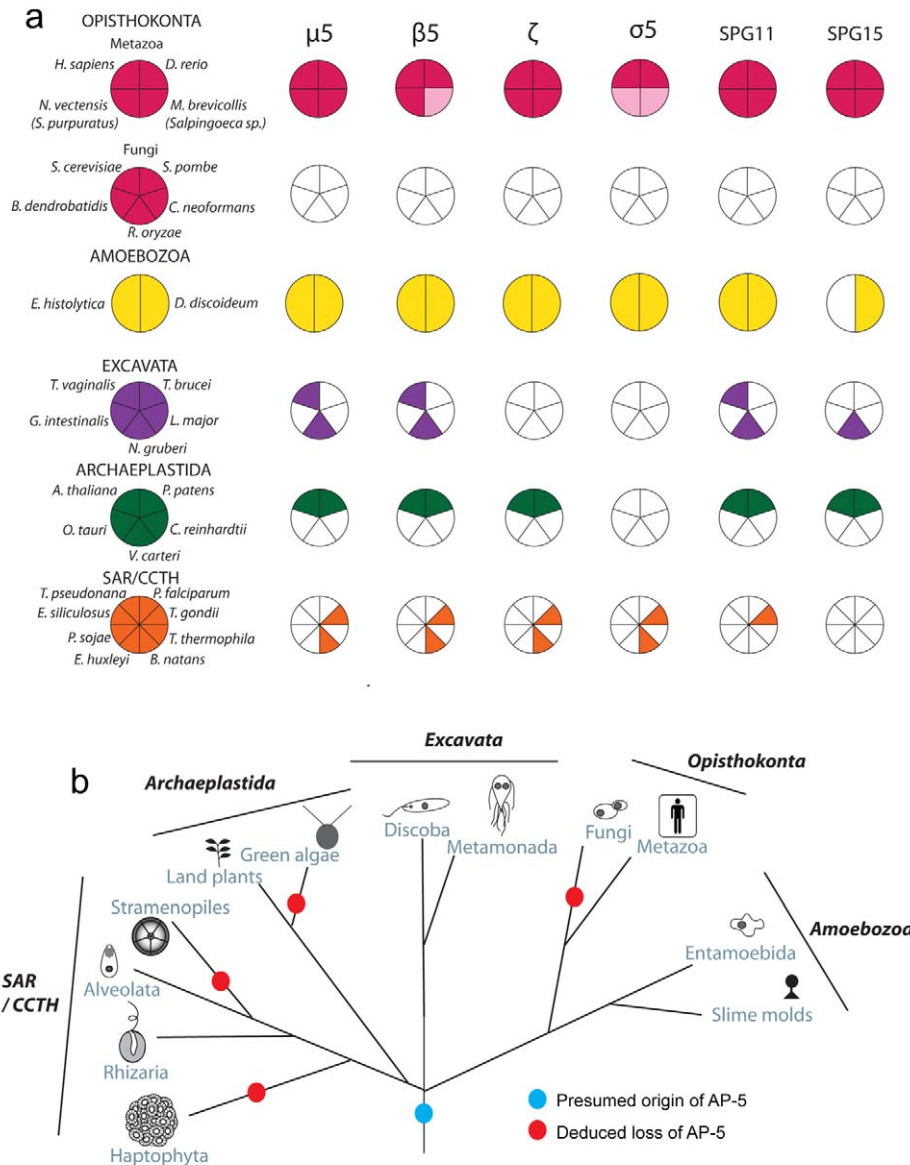 a
OPISTHOKONTA
μ5 β5 ζ σ5 SPG11 SPG15
Metazoa
H. sapiens D. rerio
N. vectensis M. brevicollis
(S. purpuratus) (Salpingoeca sp.)
Fungi
S. cerevisiae S. pombe
B. dendrobatidis C. neoformans
R. oryzae
AMOEBOZOA
E. histolytica D. discoideum
EXCAVATA
T. vaginalis T. brucei
G. intestinalis L. major
N. gruberi
ARCHAEPLASTIDA
A. thaliana P. patens
O. tauri C. reinhardtii
V. carteri
SAR/CCTH
T. pseudonana P. falciparum
E. siliculosus T. gondii
P. sojae T. thermophila
E. huxleyi B. natans
b
Excavata
Archaeplastida
Opisthokonta
Discoba
Metamonada
Fungi
Metazoa
Green algae
Land plants
Stramenopiles
Amoebozoa
Entamoebida
SAR
/ CCTH
Alveolata
Slime molds
Rhizaria
Presumed origin of AP-5
Deduced loss of AP-5
Haptophyta